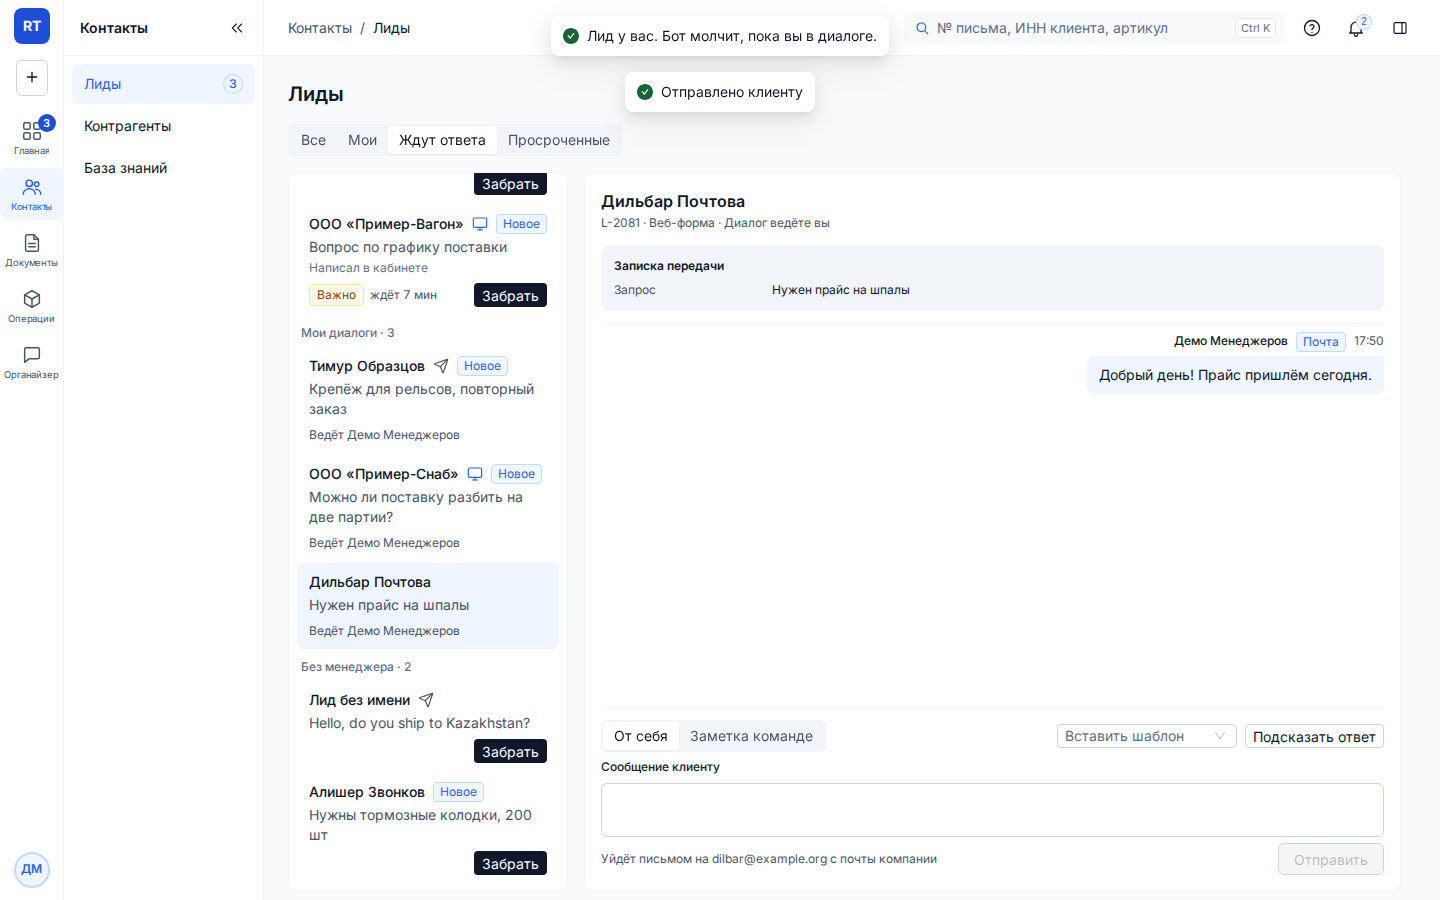 RT
Контакты
Контакты / Лиды
Лид у вас. Бот молчит, пока вы в диалоге.
№ письма, ИНН клиента, артикул
Ctrl K
2
Отправлено клиенту
3
Главная
Контакты
Документы
Операции
Органайзер
ДМ
Лиды
3
Контрагенты
База знаний
Лиды
Все
Мои
Ждут ответа
Просроченные
Забрать
ООО «Пример-Вагон»
Новое
Вопрос по графику поставки
Написал в кабинете
Важно
ждёт 7 мин
Забрать
Мои диалоги · 3
Тимур Образцов
Новое
Крепёж для рельсов, повторный
заказ
Ведёт Демо Менеджеров
ООО «Пример-Снаб»
Новое
Можно ли поставку разбить на
две партии?
Ведёт Демо Менеджеров
Дильбар Почтова
Нужен прайс на шпалы
Ведёт Демо Менеджеров
Без менеджера · 2
Лид без имени
Hello, do you ship to Kazakhstan?
Забрать
Алишер Звонков
Новое
Нужны тормозные колодки, 200
шт
Забрать
Дильбар Почтова
L-2081 · Веб-форма · Диалог ведёте вы
Записка передачи
Запрос
Нужен прайс на шпалы
Демо Менеджеров
Почта
17:50
Добрый день! Прайс пришлём сегодня.
От себя
Заметка команде
Вставить шаблон
Подсказать ответ
Сообщение клиенту
Уйдёт письмом на dilbar@example.org с почты компании
Отправить